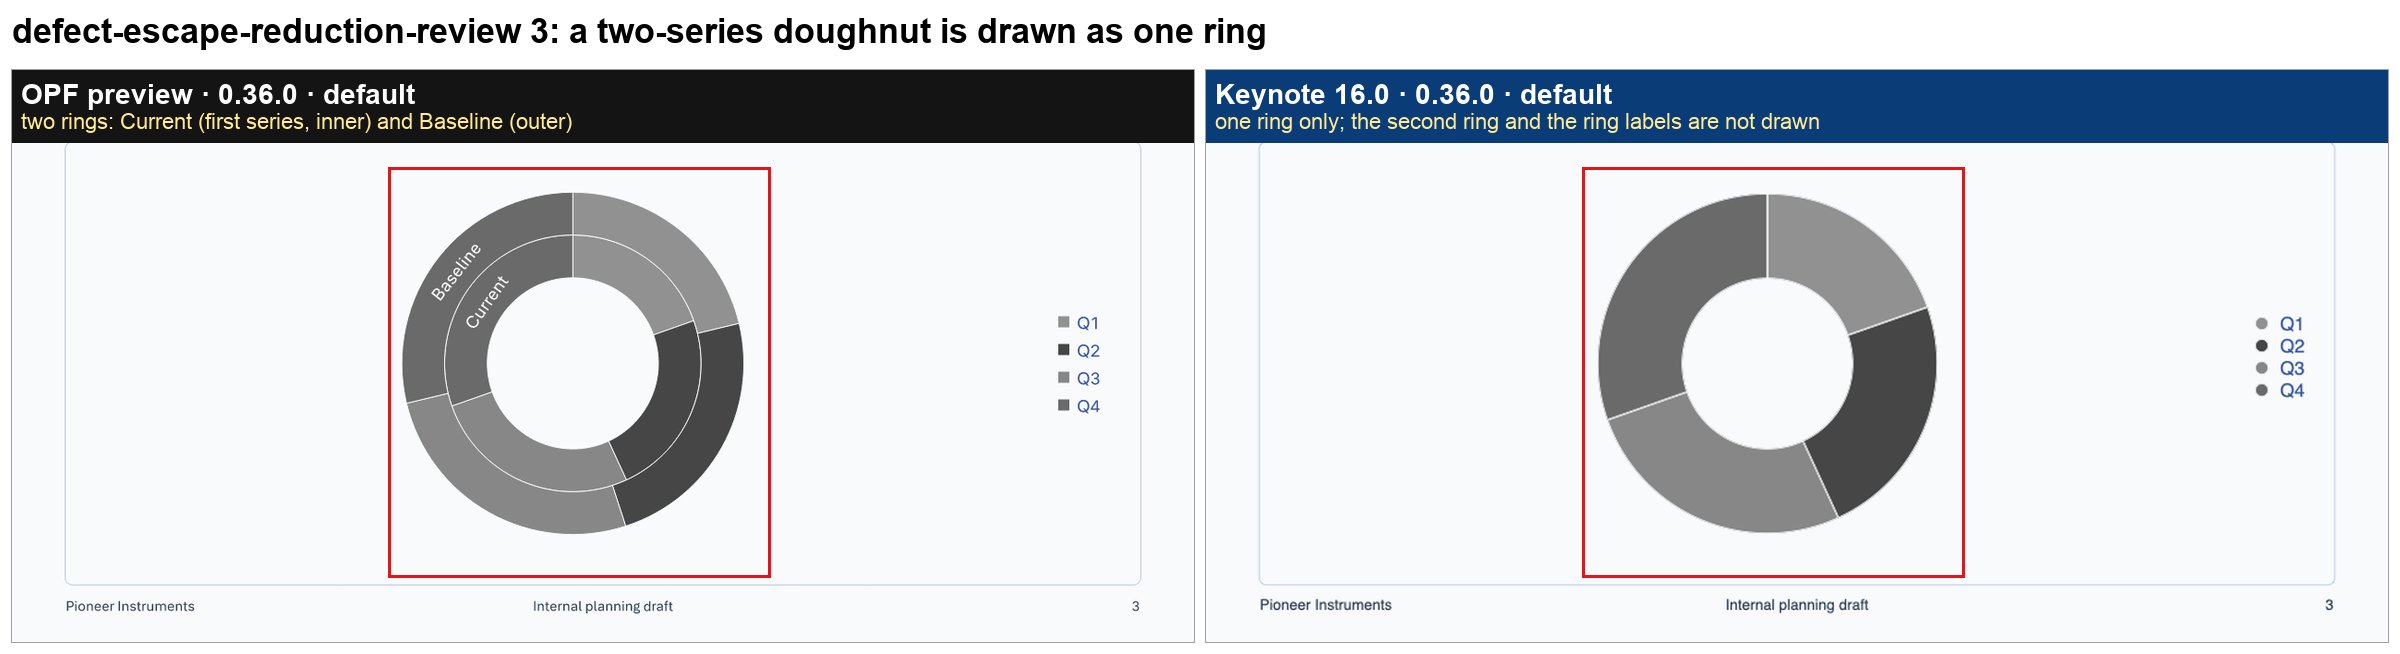 defect-escape-reduction-review 3: a two-series doughnut is drawn as one ring
OPF preview · 0.36.0 · default
two rings: Current (first series, inner) and Baseline (outer)
Baseline
Current
Q1
Q2
Q3
Q4
Pioneer Instruments
Internal planning draft
3
Keynote 16.0 · 0.36.0 · default
one ring only; the second ring and the ring labels are not drawn
Q1
Q2
Q3
Q4
Pioneer Instruments
Internal planning draft
3